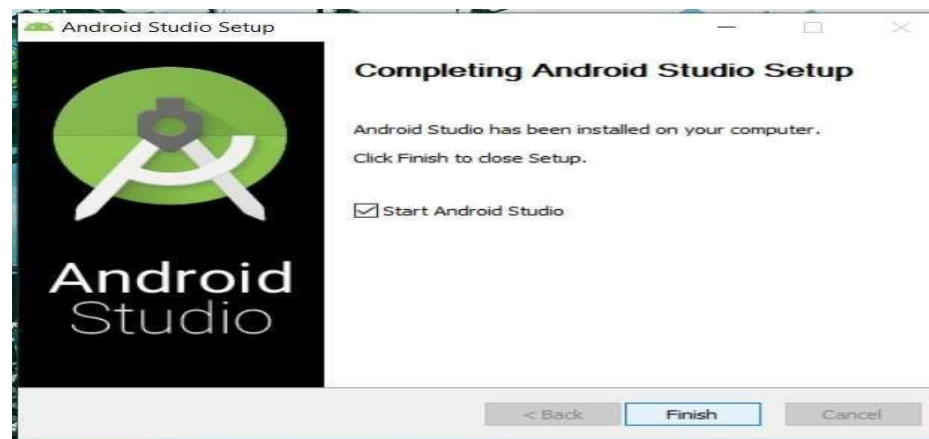 Android Studio Setup
Completing Android Studio Setup
Android Studio has been installed on your computer.
Click Finish to close Setup.
Start Android Studio
Android
Studio
< Back
Finish
Cancel